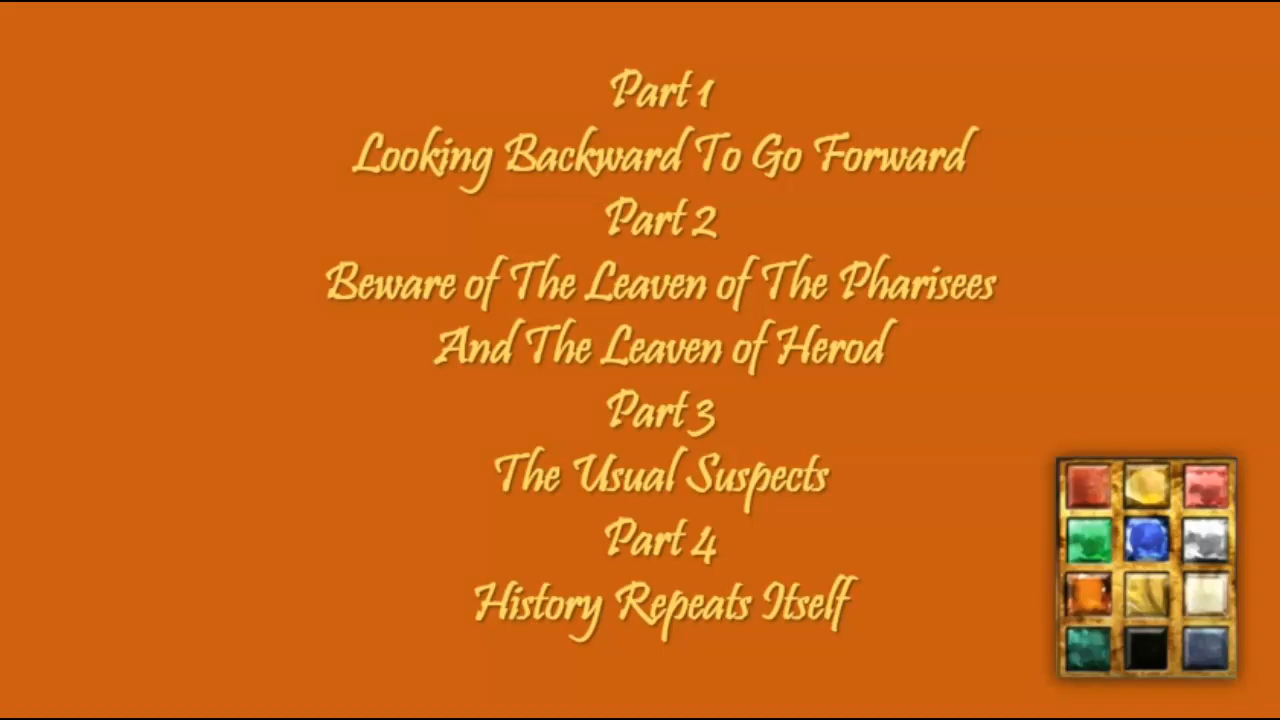 Part 1
Looking Backward To Go Forward
Part 2
Beware of The Leaven of The Pharisees
And The Leaven of Herod
Part 3
The Usual Suspects
Part 4
History Repeats Itself